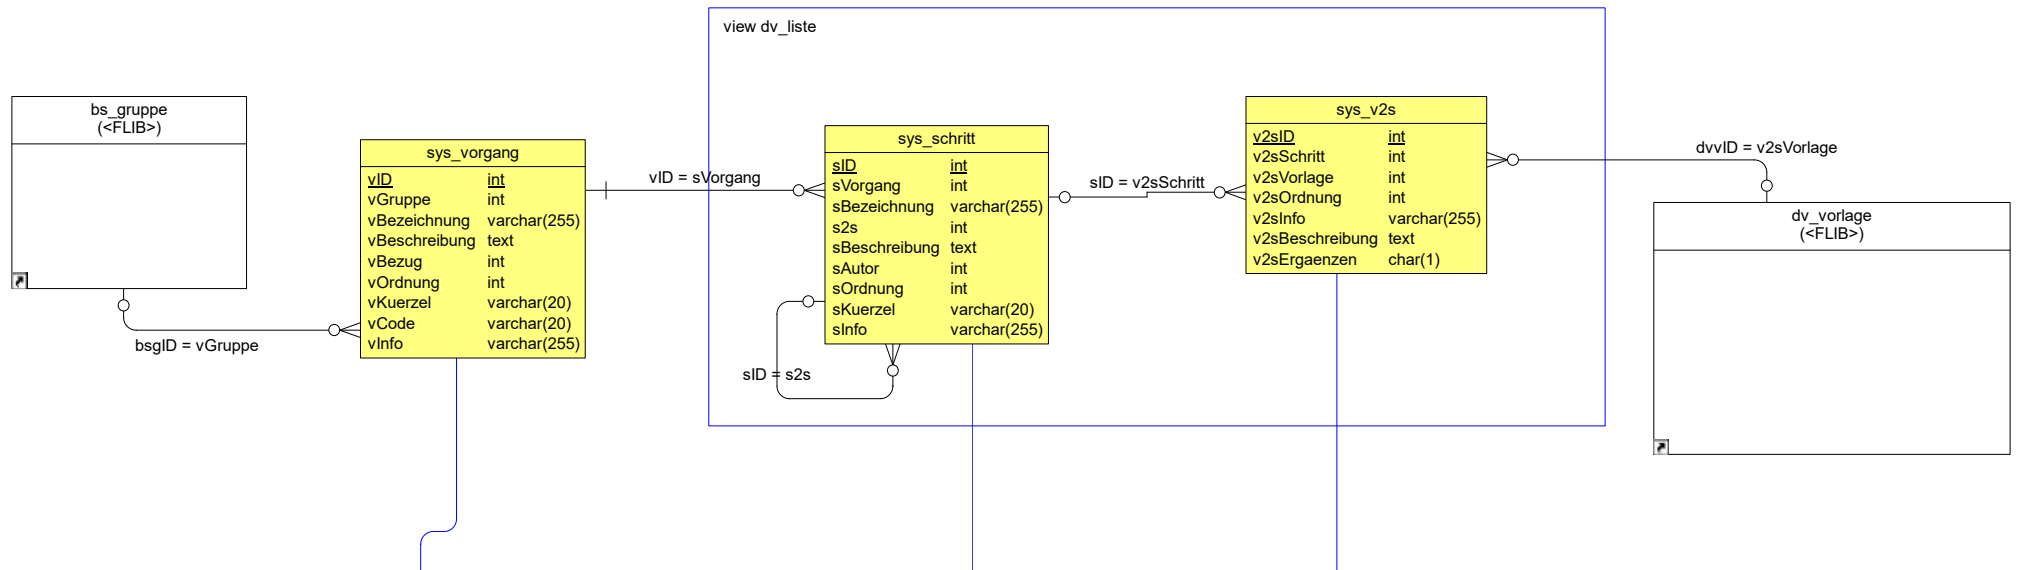 view dv_liste
bs_gruppe
(<FLIB>)
bsgID = vGruppe
sys_vorgang
vID int
vGruppe int
vBezeichnung varchar(255)
vBeschreibung text
vBezug int
vOrdnung int
vKuerzel varchar(20)
vCode varchar(20)
vInfo varchar(255)
vID = sVorgang
sys_schritt
sID int
sVorgang int
sBezeichnung varchar(255)
s2s int
sBeschreibung text
sAutor int
sOrdnung int
sKuerzel varchar(20)
sInfo varchar(255)
sID = s2s
sID = v2sSchritt
sys_v2s
v2sID int
v2sSchritt int
v2sVorlage int
v2sOrdnung int
v2sInfo varchar(255)
v2sBeschreibung text
v2sErgaenzen char(1)
dvvID = v2sVorlage
dv_vorlage
(<FLIB>)